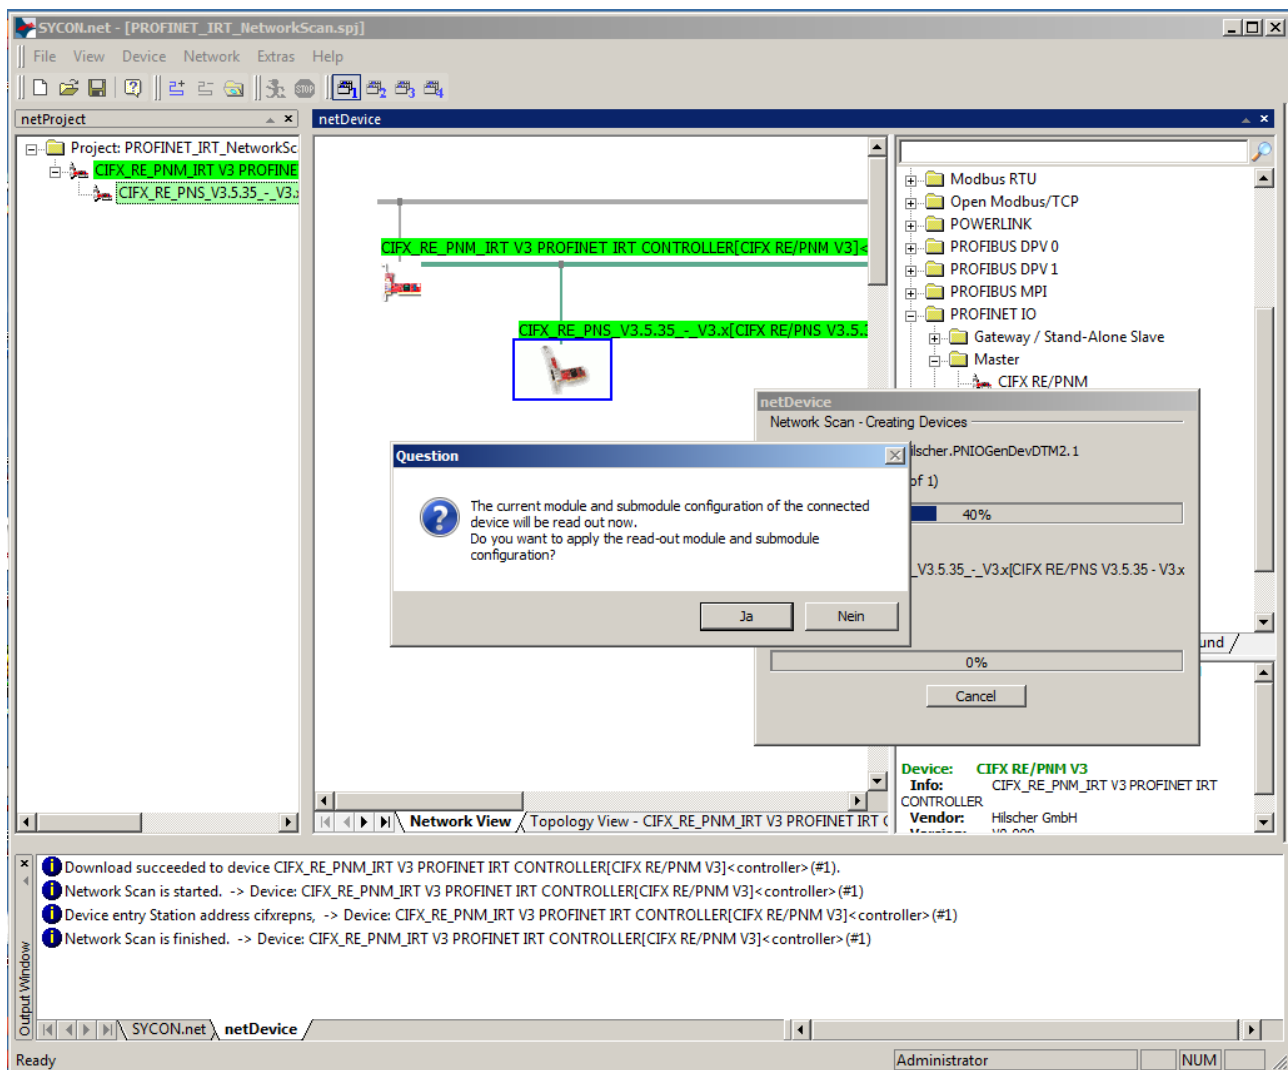 SYCON.net - [PROFINET_IRT_NetworkScan.spj]
File View Device Network Extras Help
1 2 3 4
netProject
netDevice
Project: PROFINET_IRT_NetworkSc
CIFX_RE_PNM_IRT V3 PROFINE
CIFX_RE_PNS_V3.5.35_-_V3.
CIFX_RE_PNM_IRT V3 PROFINET IRT CONTROLLER[CIFX RE/PNM V3]<
CIFX_RE_PNS_V3.5.35_-_V3.x[CIFX RE/PNS V3.5.
Modbus RTU
Open Modbus/TCP
POWERLINK
PROFIBUS DPV0
PROFIBUS DPV1
PROFIBUS MPI
PROFINET IO
Gateway / Stand-Alone Slave
Master
CIFX RE/PNM
netDevice
Network Scan - Creating Devices
ilscher.PNIOGenDevDTM2.1
of 1)
40%
_V3.5.35_-_V3.x[CIFX RE/PNS V3.5.35 - V3.x
0%
Cancel
Question
The current module and submodule configuration of the connected
device will be read out now.
Do you want to apply the read-out module and submodule
configuration?
Ja Nein
und
Device: CIFX RE/PNM V3
Info: CIFX_RE_PNM_IRT V3 PROFINET IRT
CONTROLLER
Vendor: Hilscher GmbH
Network View Topology View - CIFX_RE_PNM_IRT V3 PROFINET IRT C
Download succeeded to device CIFX_RE_PNM_IRT V3 PROFINET IRT CONTROLLER[CIFX RE/PNM V3]<controller>(#1).
Network Scan is started. -> Device: CIFX_RE_PNM_IRT V3 PROFINET IRT CONTROLLER[CIFX RE/PNM V3]<controller>(#1)
Device entry Station address cifxrepns, -> Device: CIFX_RE_PNM_IRT V3 PROFINET IRT CONTROLLER[CIFX RE/PNM V3]<controller>(#1)
Network Scan is finished. -> Device: CIFX_RE_PNM_IRT V3 PROFINET IRT CONTROLLER[CIFX RE/PNM V3]<controller>(#1)
Output Window
SYCON.net netDevice
Ready
Administrator
NUM